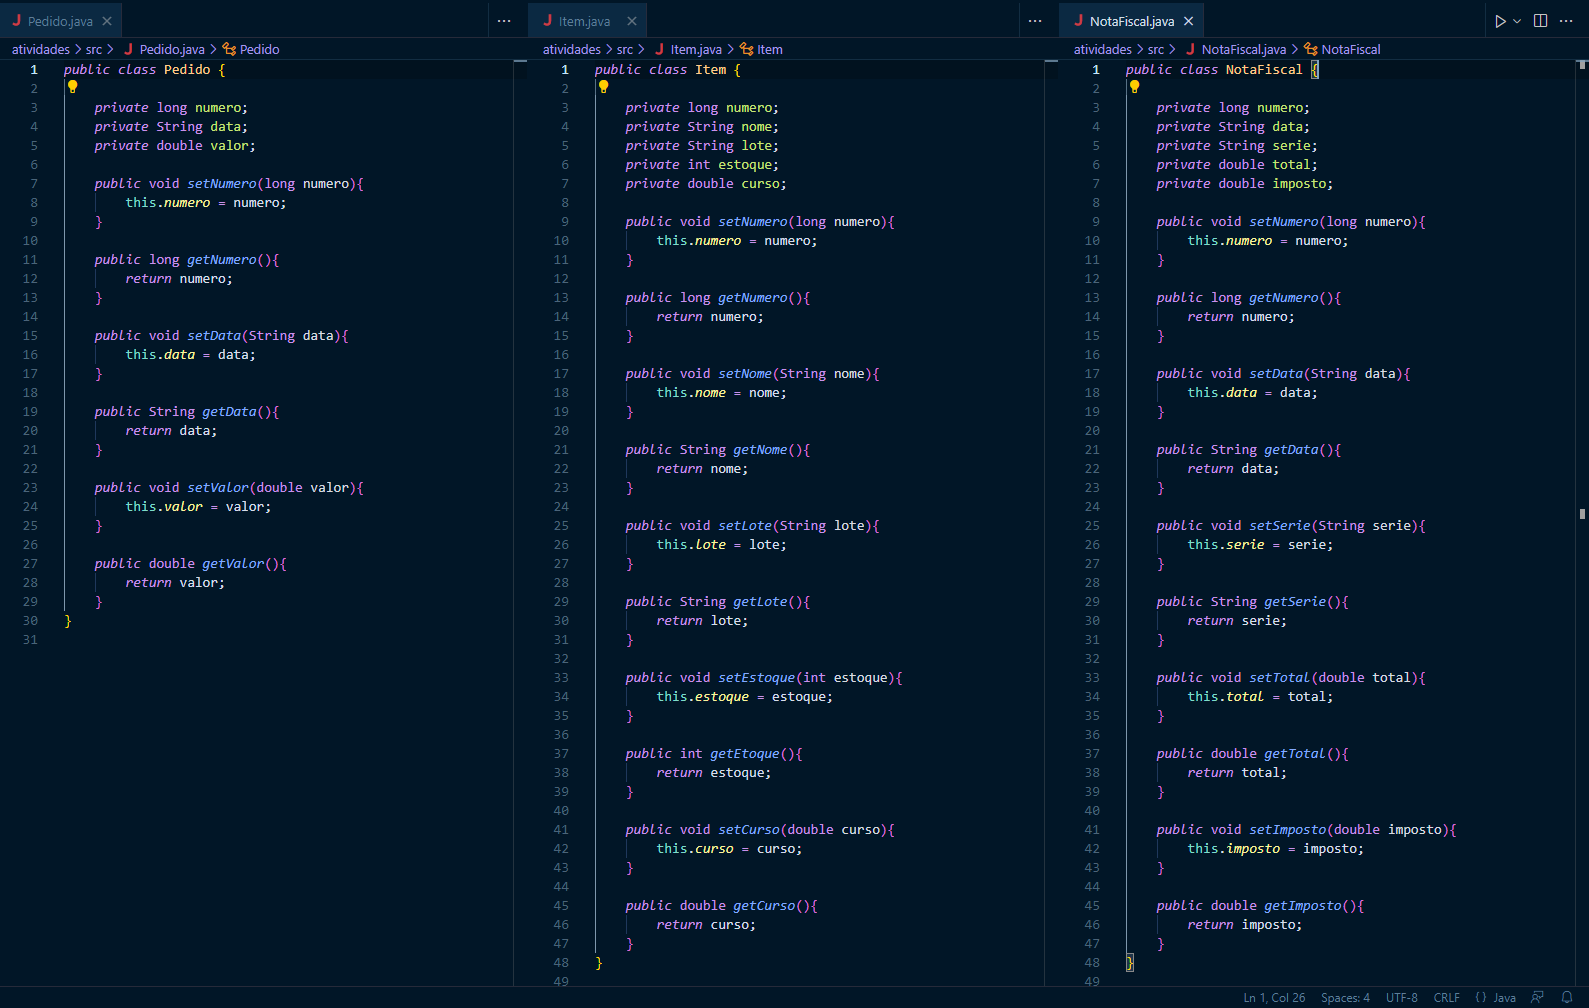 Pedido.java
atividades > src > Pedido.java > Pedido
1 public class Pedido {
2
3 private long numero;
4 private String data;
5 private double valor;
6
7 public void setNumero(long numero){
8 this.numero = numero;
9 }
10
11 public long getNumero(){
12 return numero;
13 }
14
15 public void setData(String data){
16 this.data = data;
17 }
18
19 public String getData(){
20 return data;
21 }
22
23 public void setValor(double valor){
24 this.valor = valor;
25 }
26
27 public double getValor(){
28 return valor;
29 }
30 }
31
Item.java
atividades > src > Item.java > Item
1 public class Item {
2
3 private long numero;
4 private String nome;
5 private String lote;
6 private int estoque;
7 private double curso;
8
9 public void setNumero(long numero){
10 this.numero = numero;
11 }
12
13 public long getNumero(){
14 return numero;
15 }
16
17 public void setNome(String nome){
18 this.nome = nome;
19 }
20
21 public String getNome(){
22 return nome;
23 }
24
25 public void setLote(String lote){
26 this.lote = lote;
27 }
28
29 public String getLote(){
30 return lote;
31 }
32
33 public void setEstoque(int estoque){
34 this.estoque = estoque;
35 }
36
37 public int getEtoque(){
38 return estoque;
39 }
40
41 public void setCurso(double curso){
42 this.curso = curso;
43 }
44
45 public double getCurso(){
46 return curso;
47 }
48 }
49
NotaFiscal.java
atividades > src > NotaFiscal.java > NotaFiscal
1 public class NotaFiscal {
2
3 private long numero;
4 private String data;
5 private String serie;
6 private double total;
7 private double imposto;
8
9 public void setNumero(long numero){
10 this.numero = numero;
11 }
12
13 public long getNumero(){
14 return numero;
15 }
16
17 public void setData(String data){
18 this.data = data;
19 }
20
21 public String getData(){
22 return data;
23 }
24
25 public void setSerie(String serie){
26 this.serie = serie;
27 }
28
29 public String getSerie(){
30 return serie;
31 }
32
33 public void setTotal(double total){
34 this.total = total;
35 }
36
37 public double getTotal(){
38 return total;
39 }
40
41 public void setImposto(double imposto){
42 this.imposto = imposto;
43 }
44
45 public double getImposto(){
46 return imposto;
47 }
48 }
49
Ln 1, Col 26 Spaces: 4 UTF-8 CRLF {} Java